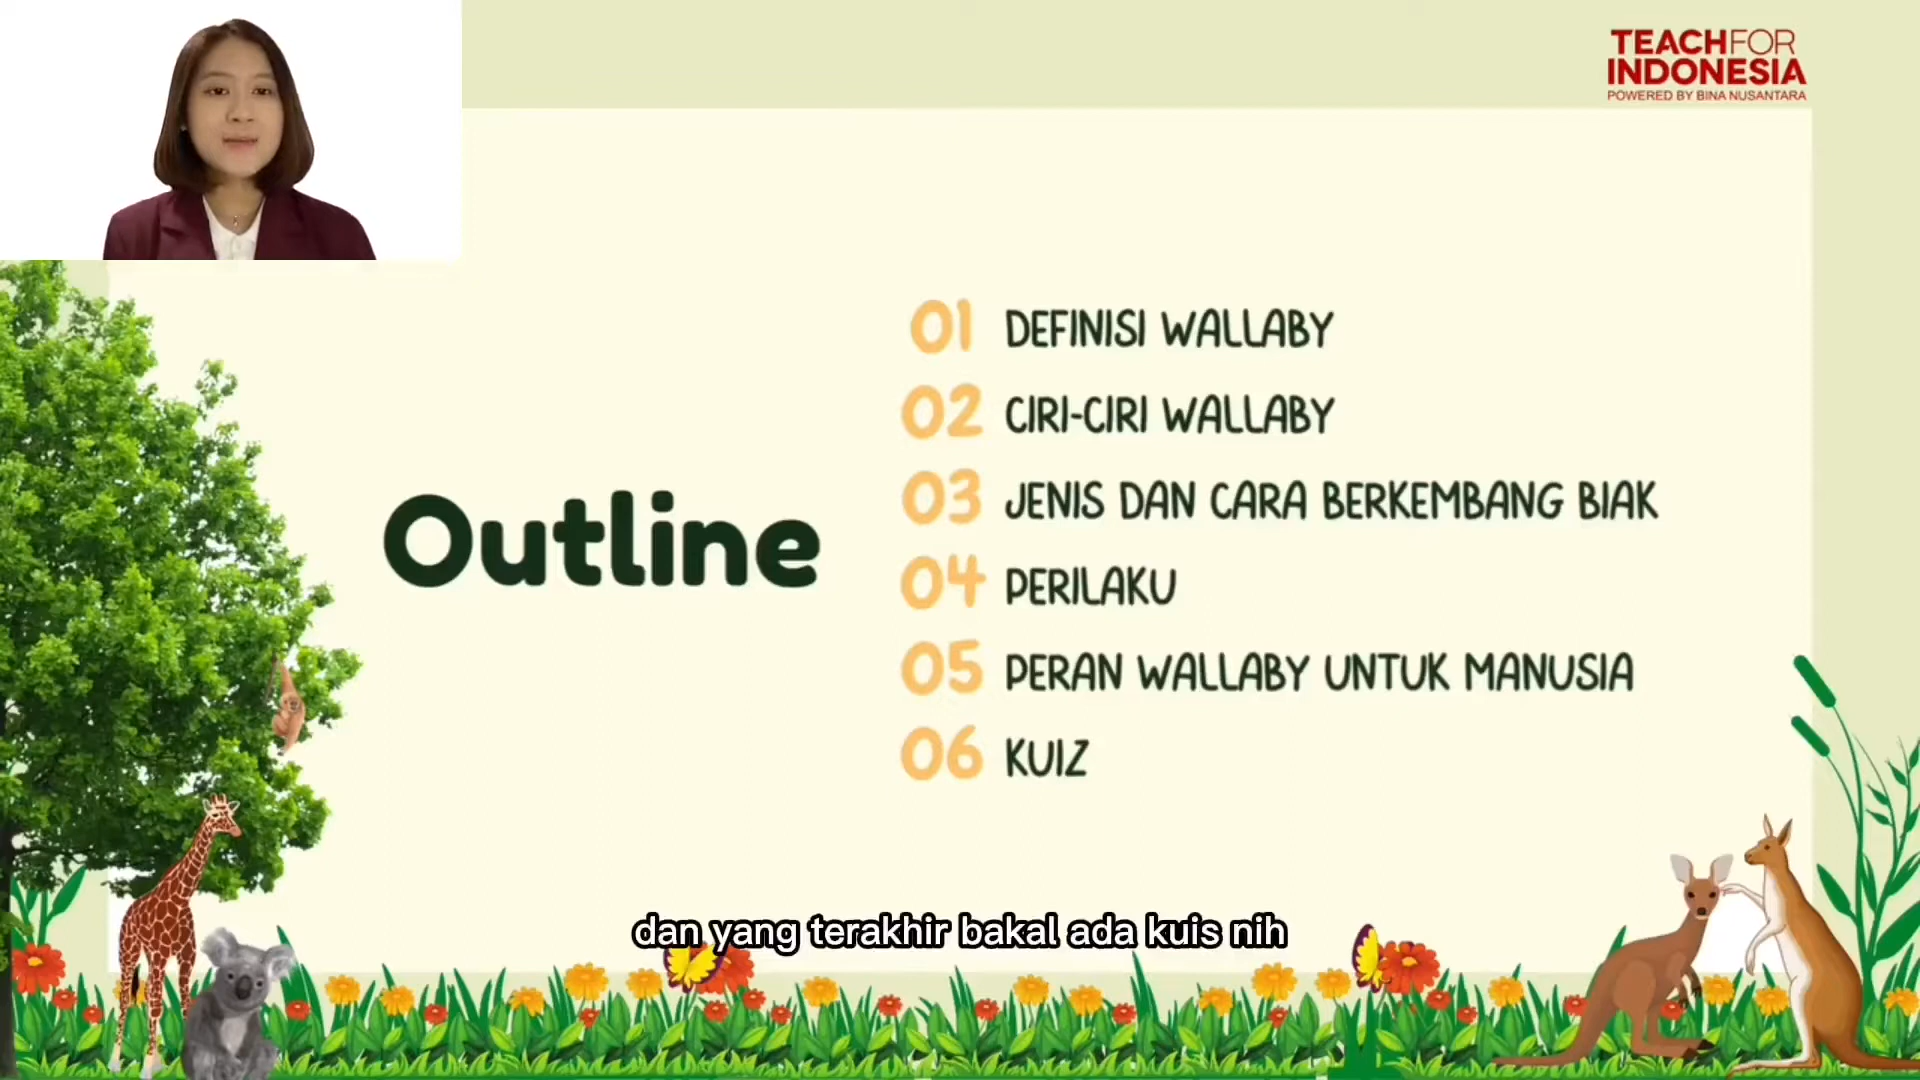 TEACHFOR
INDONESIA
POWERED BY BINA NUSANTARA
Outline
01 DEFINISI WALLABY
02 CIRI-CIRI WALLABY
03 JENIS DAN CARA BERKEMBANG BIAK
04 PERILAKU
05 PERAN WALLABY UNTUK MANUSIA
06 KUIZ
dan yang terakhir bakal ada kuis nih